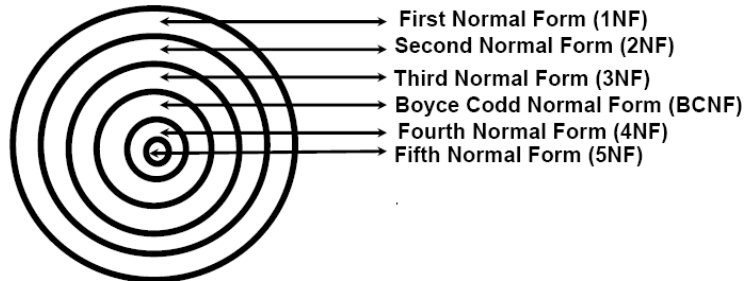 First Normal Form (1NF)
Second Normal Form (2NF)
Third Normal Form (3NF)
Boyce Codd Normal Form (BCNF)
Fourth Normal Form (4NF)
Fifth Normal Form (5NF)
.